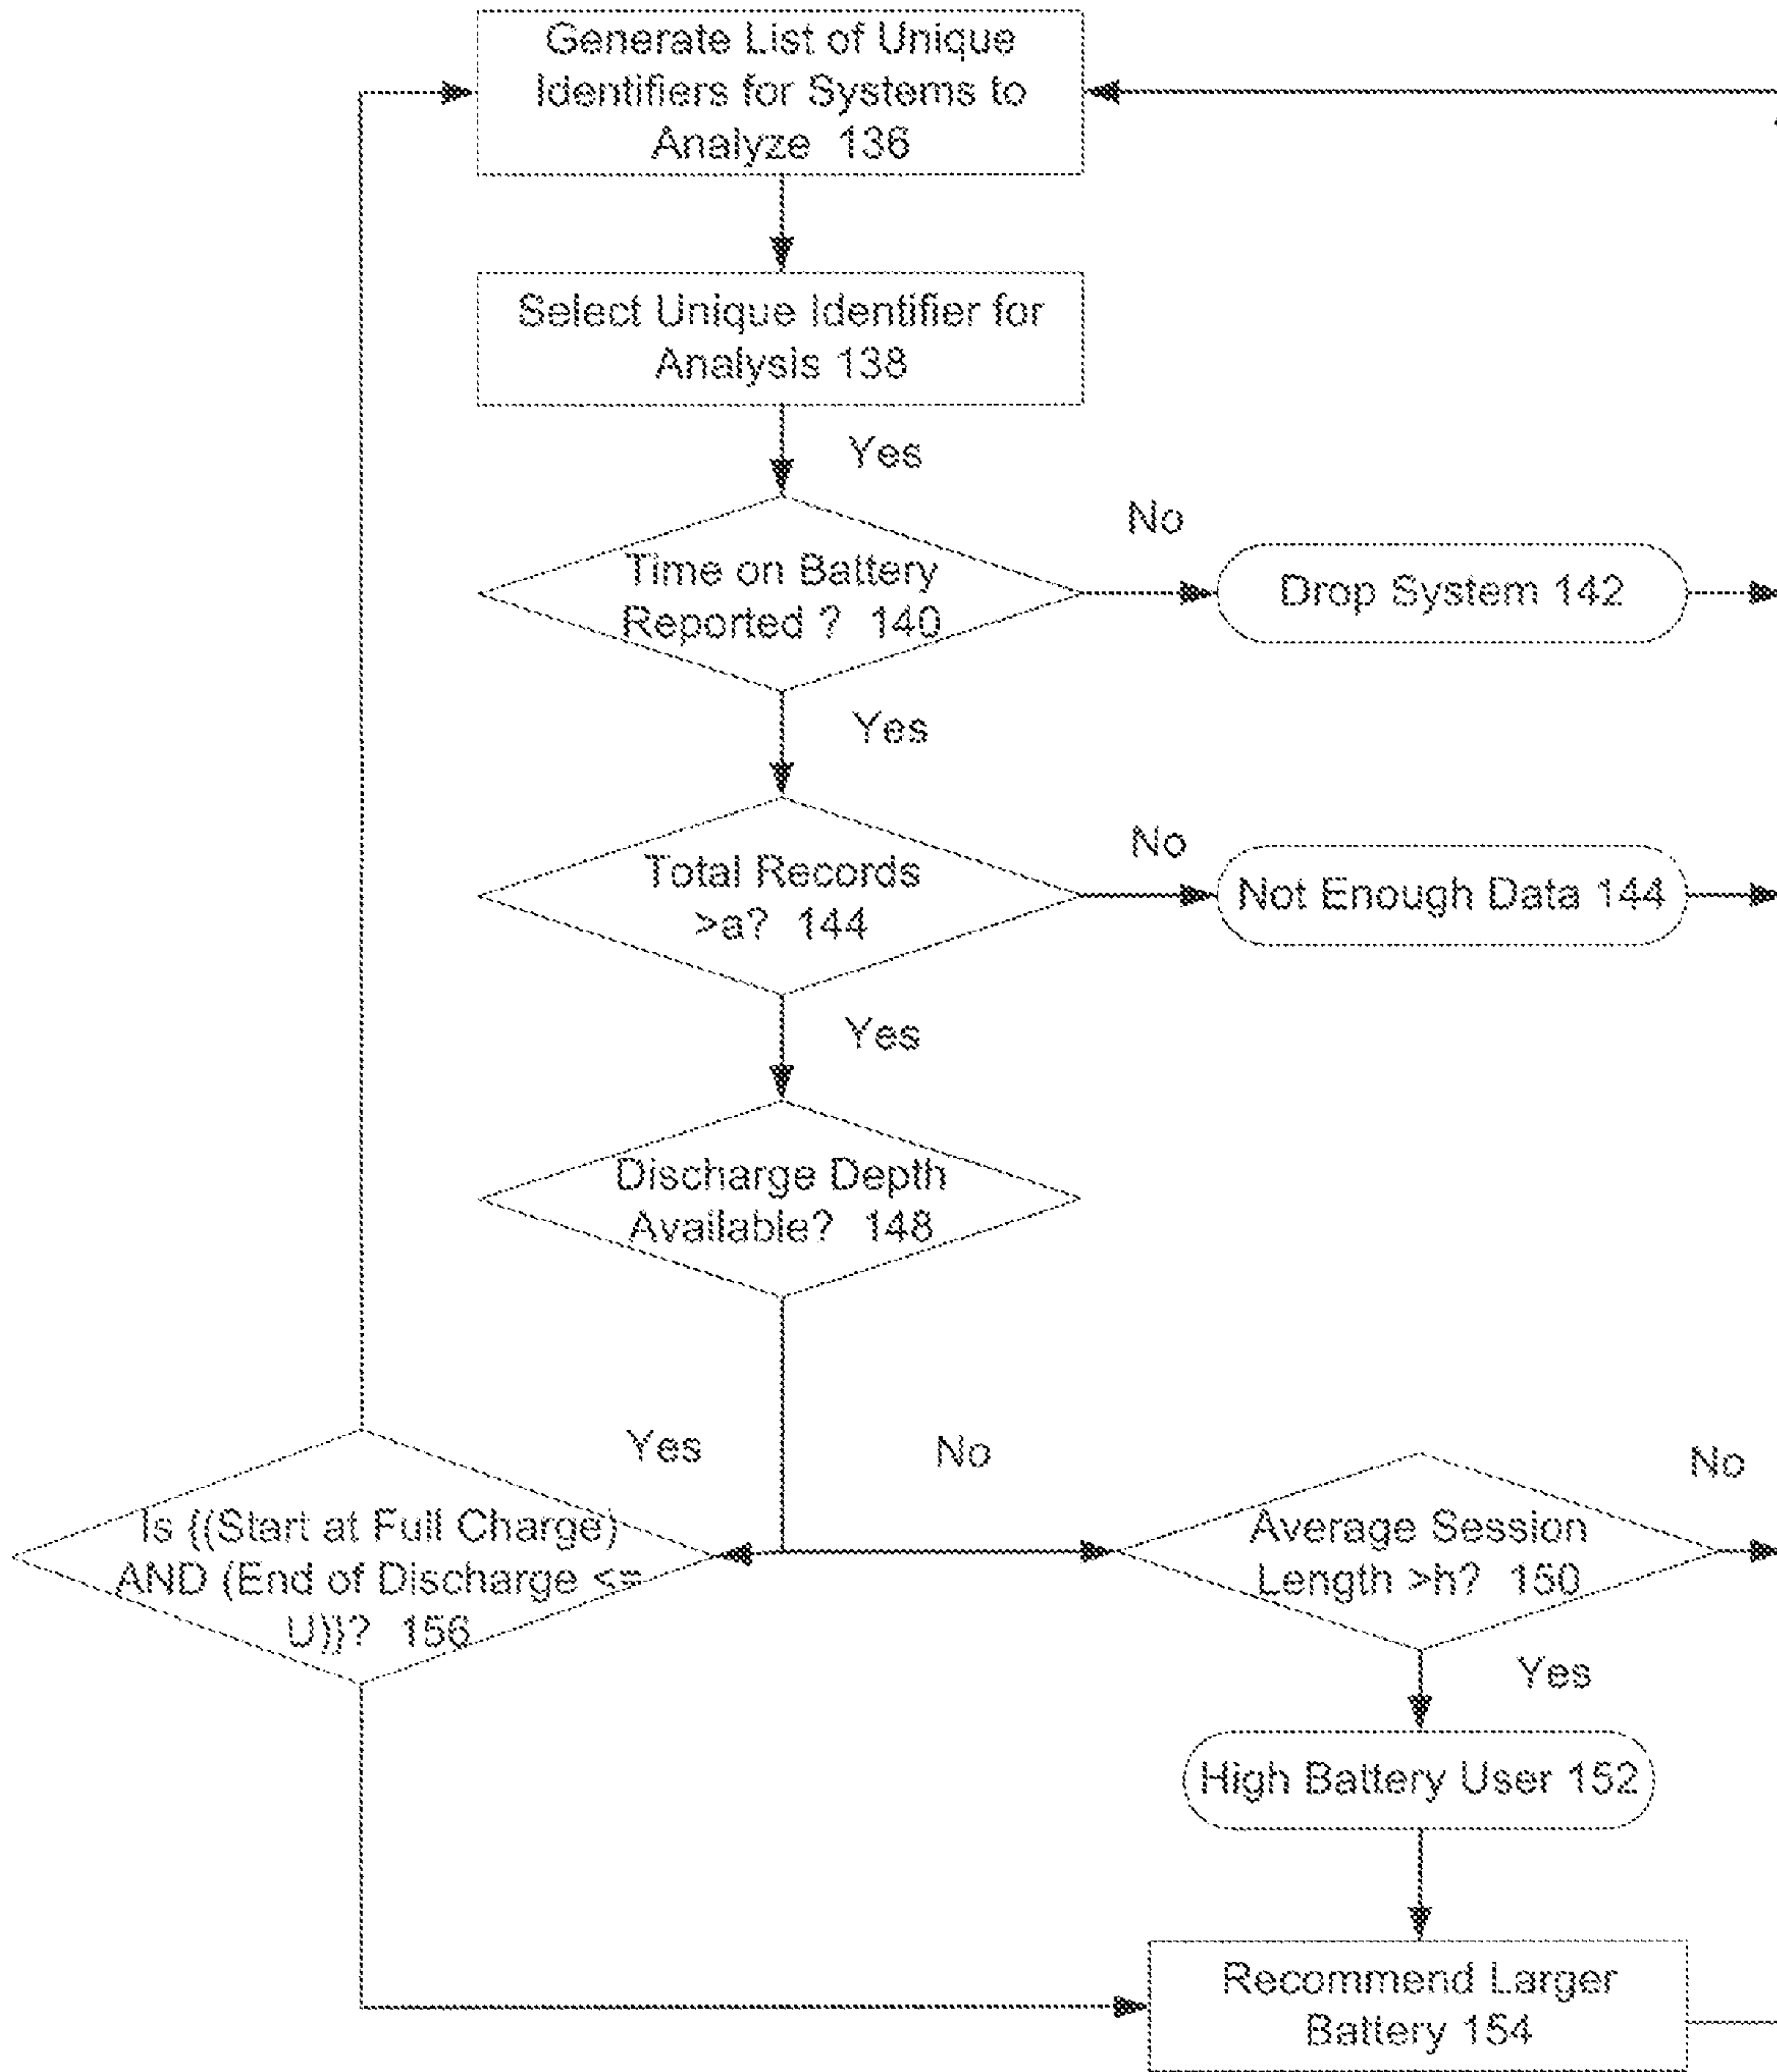 Generate List of Unique
Identifiers for Systems to
Analyze 136
Select Unique Identifier for
Analysis 138
Yes
No
Time on Battery
Reported ? 140
Drop System 142
Yes
No
Total Records
>a? 144
Not Enough Data 144
Yes
Discharge Depth
Available? 148
Yes
No
No
Is {(Start at Full Charge)
AND (End of Discharge <=
U)}? 156
Average Session
Length >h? 150
Yes
High Battery User 152
Recommend Larger
Battery 154